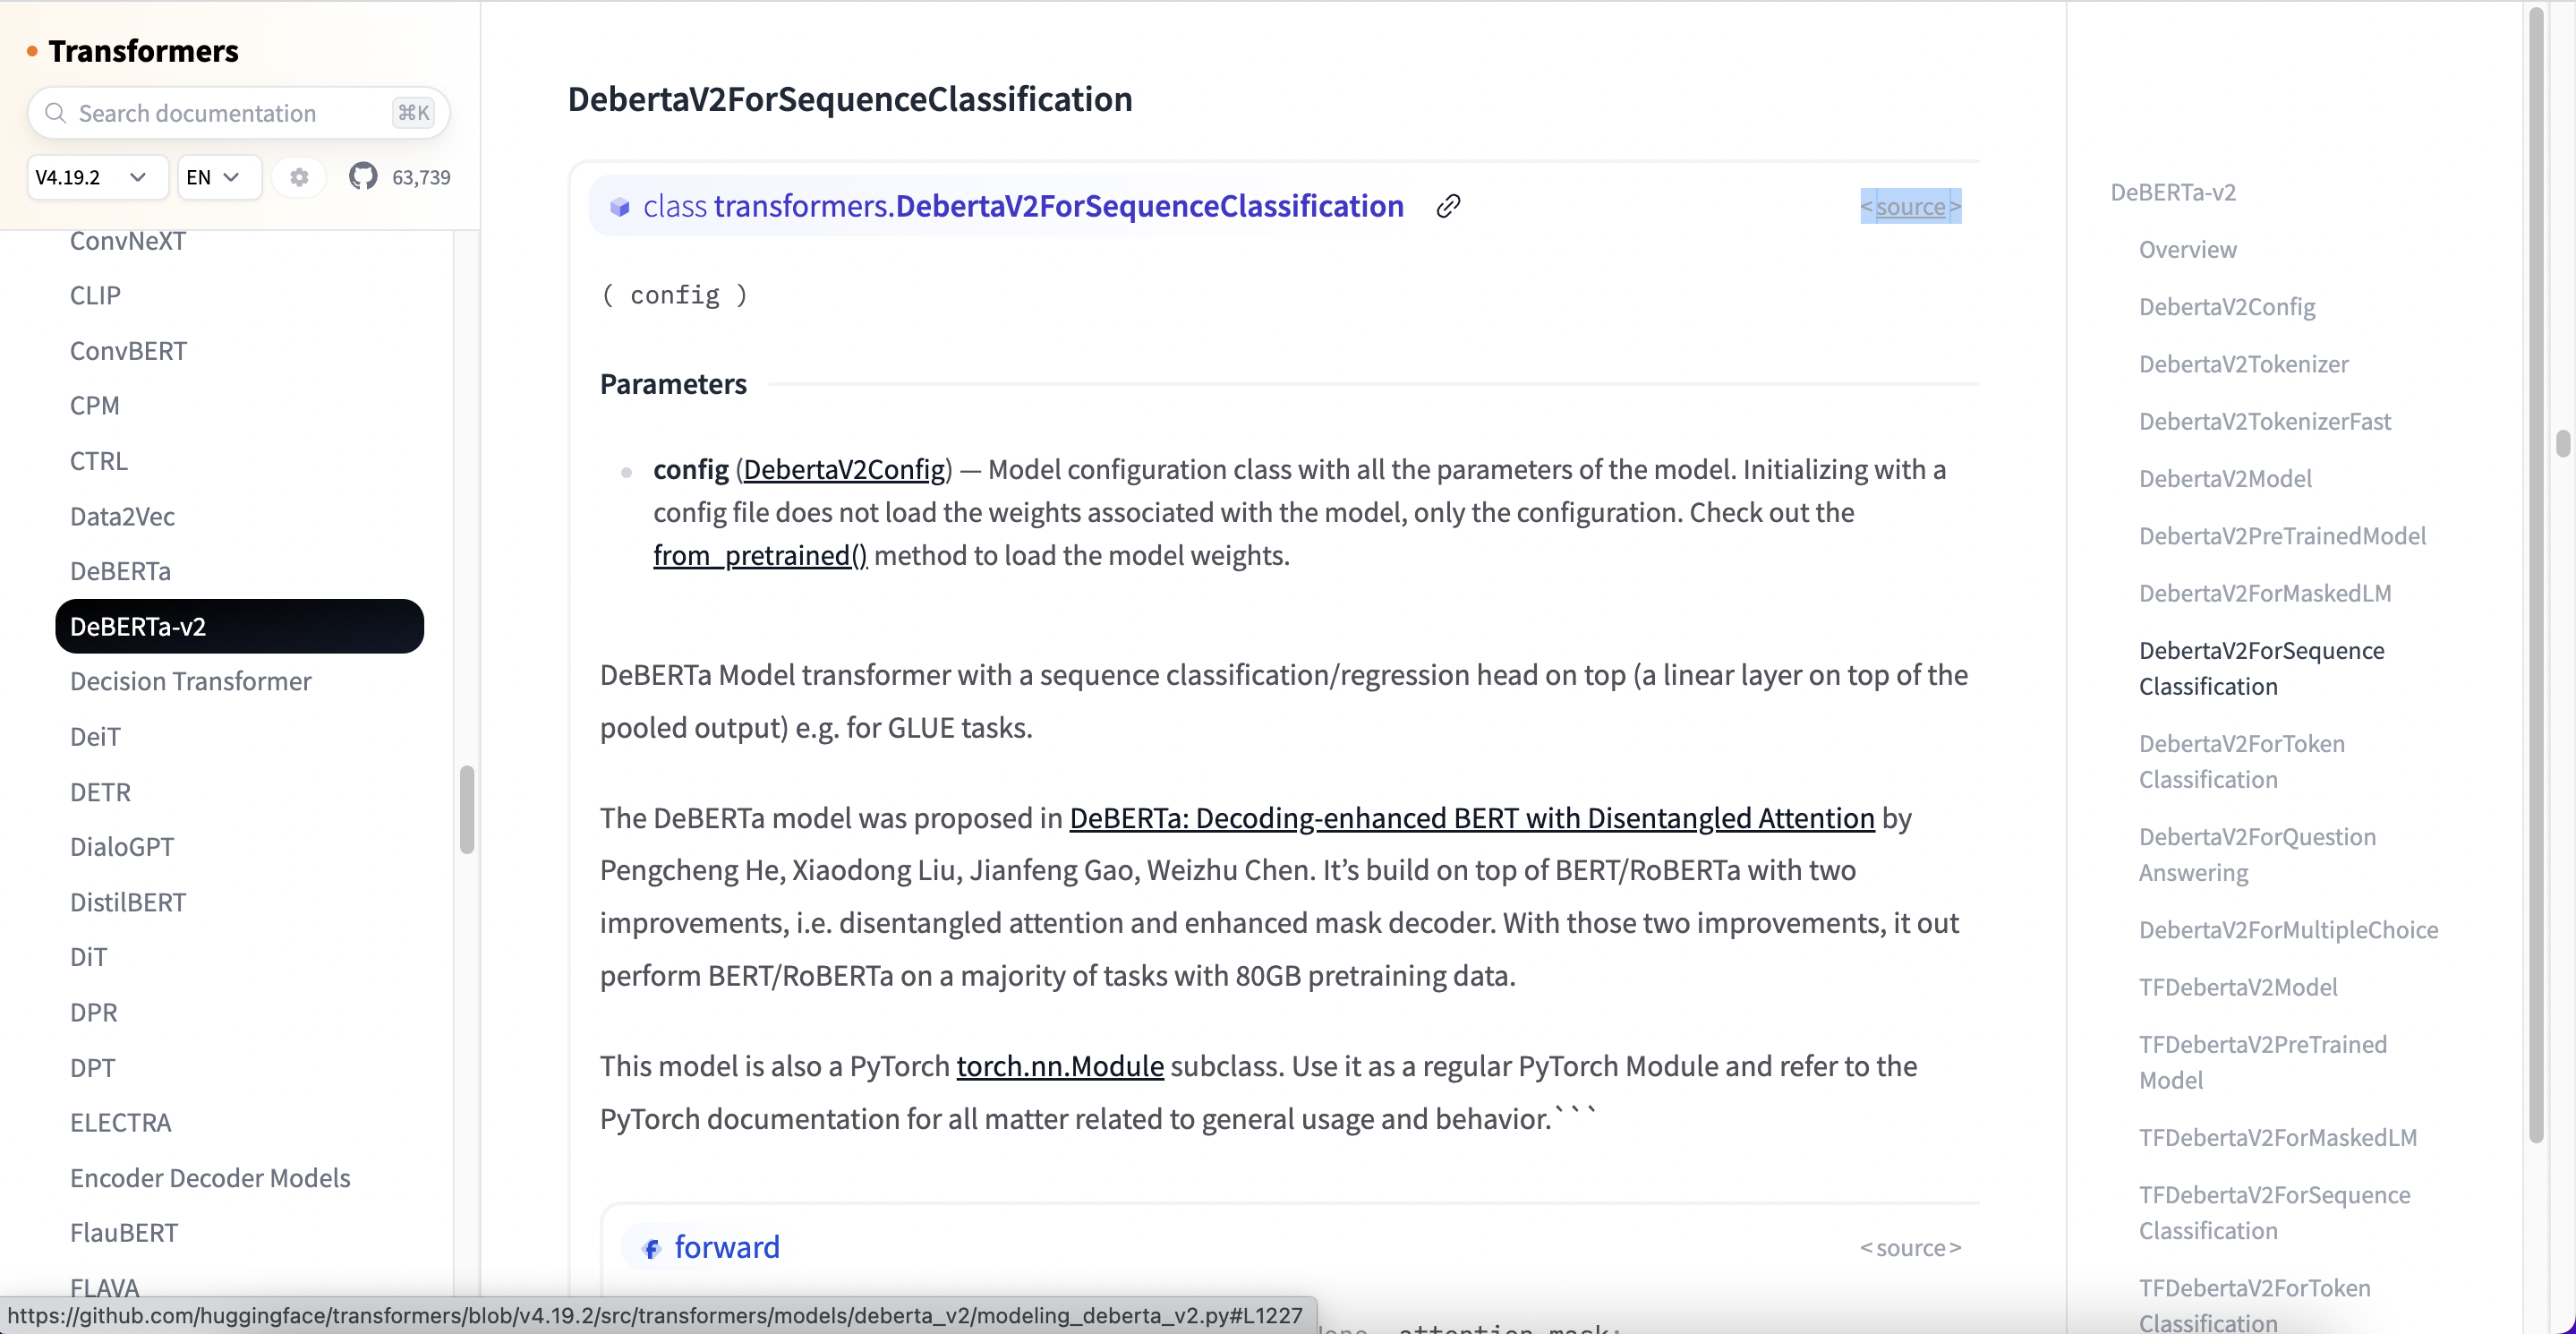 Transformers
Search documentation
⌘K
V4.19.2
EN
63,739
ConvNeXT
CLIP
ConvBERT
CPM
CTRL
Data2Vec
DeBERTa
DeBERTa-v2
Decision Transformer
DeiT
DETR
DialoGPT
DistilBERT
DiT
DPR
DPT
ELECTRA
Encoder Decoder Models
FlauBERT
FLAVA
https://github.com/huggingface/transformers/blob/v4.19.2/src/transformers/models/deberta_v2/modeling_deberta_v2.py#L1227
DebertaV2ForSequenceClassification
class transformers.DebertaV2ForSequenceClassification
<source>
( config )
Parameters
config (DebertaV2Config) — Model configuration class with all the parameters of the model. Initializing with a
config file does not load the weights associated with the model, only the configuration. Check out the
from_pretrained() method to load the model weights.
DeBERTa Model transformer with a sequence classification/regression head on top (a linear layer on top of the
pooled output) e.g. for GLUE tasks.
The DeBERTa model was proposed in DeBERTa: Decoding-enhanced BERT with Disentangled Attention by
Pengcheng He, Xiaodong Liu, Jianfeng Gao, Weizhu Chen. It’s build on top of BERT/RoBERTa with two
improvements, i.e. disentangled attention and enhanced mask decoder. With those two improvements, it out
perform BERT/RoBERTa on a majority of tasks with 80GB pretraining data.
This model is also a PyTorch torch.nn.Module subclass. Use it as a regular PyTorch Module and refer to the
PyTorch documentation for all matter related to general usage and behavior.```
forward
<source>
DeBERTa-v2
Overview
DebertaV2Config
DebertaV2Tokenizer
DebertaV2TokenizerFast
DebertaV2Model
DebertaV2PreTrainedModel
DebertaV2ForMaskedLM
DebertaV2ForSequence
Classification
DebertaV2ForToken
Classification
DebertaV2ForQuestion
Answering
DebertaV2ForMultipleChoice
TFDebertaV2Model
TFDebertaV2PreTrained
Model
TFDebertaV2ForMaskedLM
TFDebertaV2ForSequence
Classification
TFDebertaV2ForToken
Classification